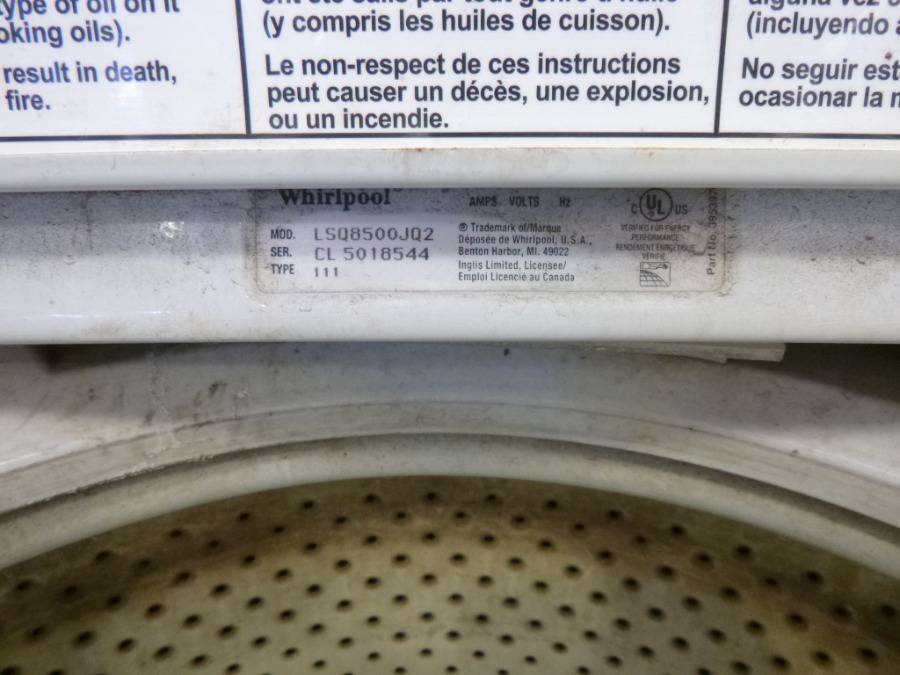 type of oil on it
oking oils).
result in death,
fire.
(y compris les huiles de cuisson).
Le non-respect de ces instructions
peut causer un décès, une explosion,
ou un incendie.
alguna vez
(incluyendo
No seguir est
ocasionar la
Whirlpool
AMPS VOLTS Hz
MOD. LSQ8500JQ2
SER. CL 5018544
TYPE 111
® Trademark of/Marque
Déposée de Whirlpool, U.S.A.,
Benton Harbor, MI. 49022
Inglis Limited, Licensee/
Emploi Licencié au Canada
C UL US
VERIFIED FOR ENERGY
PERFORMANCE
RENDEMENT ÉNERGÉTIQUE
VÉRIFIÉ
Part No.